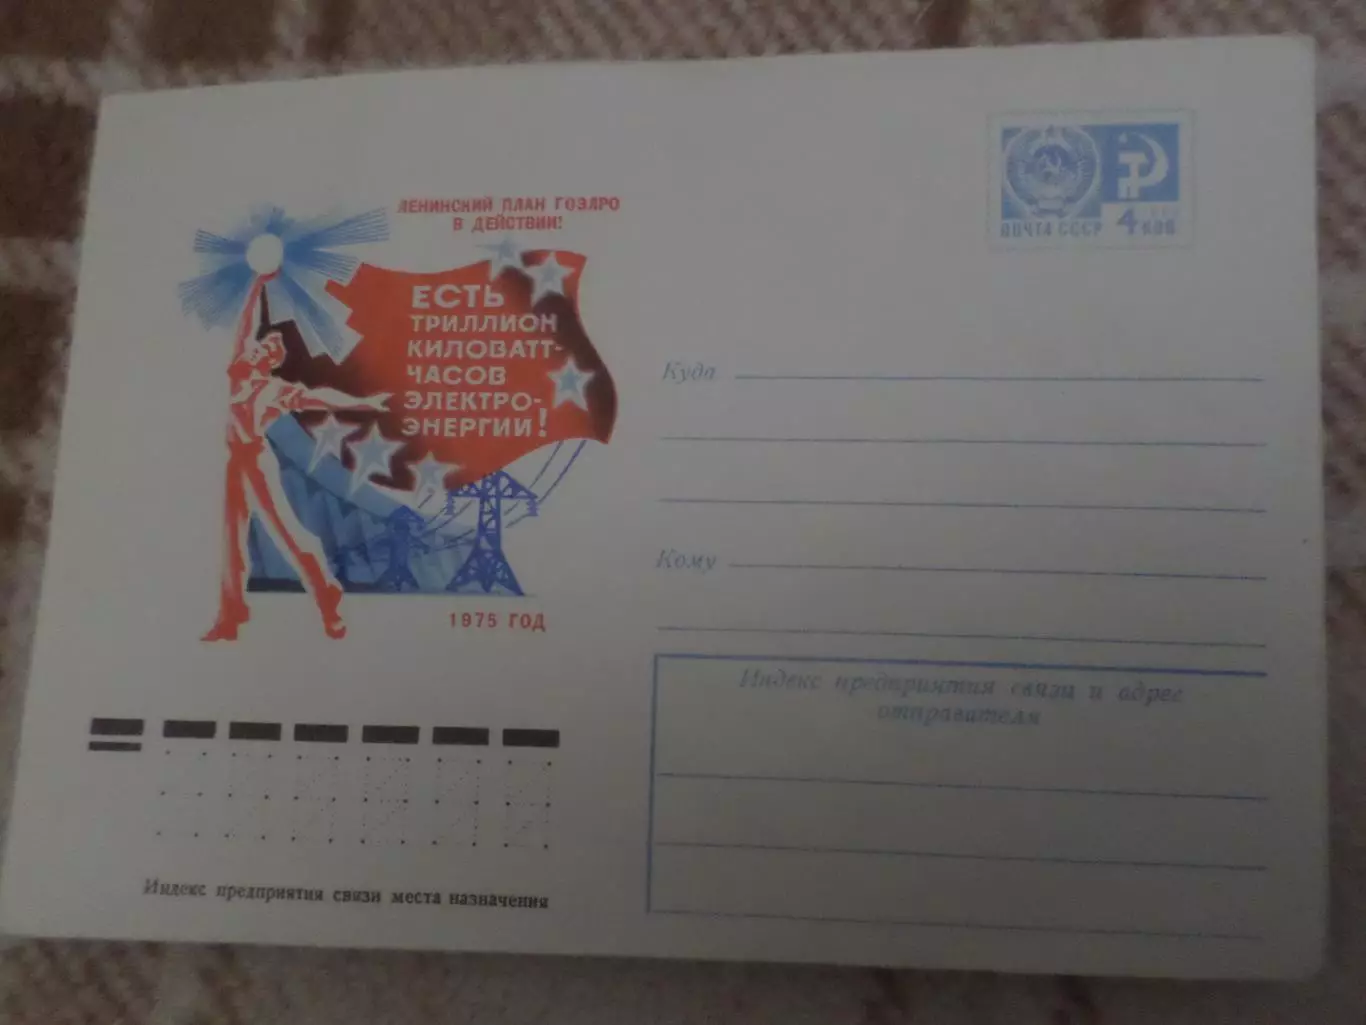 ЛЕНИНСКИЙ ПЛАН ГОЭЛРО
В ДЕЙСТВИИ!
ЕСТЬ
ТРИЛЛИОН
КИЛОВАТТ-
ЧАСОВ
ЭЛЕКТРО-
ЭНЕРГИИ!
1975 ГОД
ПОЧТА СССР 4 КОП
Куда
Кому
Индекс предприятия связи и адрес
отправителя
Индекс предприятия связи места назначения